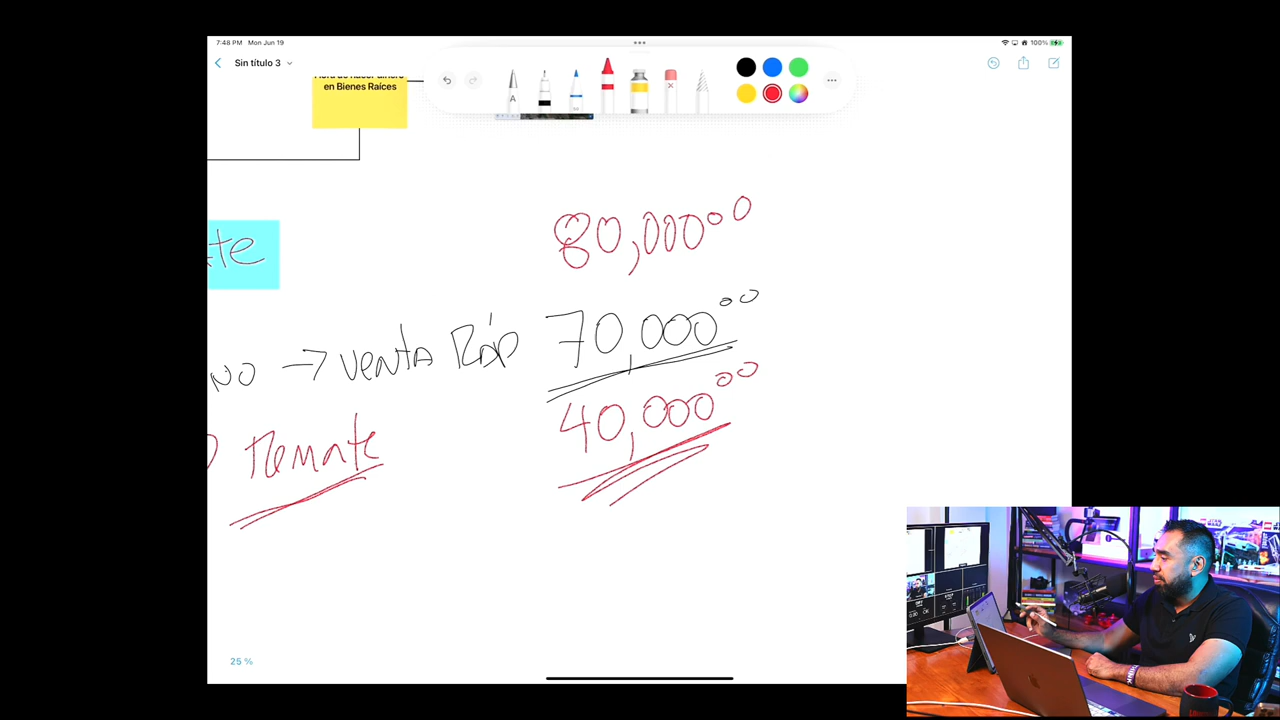 7:48 PM Mon Jun 19
100%
Sin título 3
en Bienes Raíces
A
80,000⁰⁰
te
NO → venta Ráp 70,000⁰⁰
40,000⁰⁰
Remate
25 %